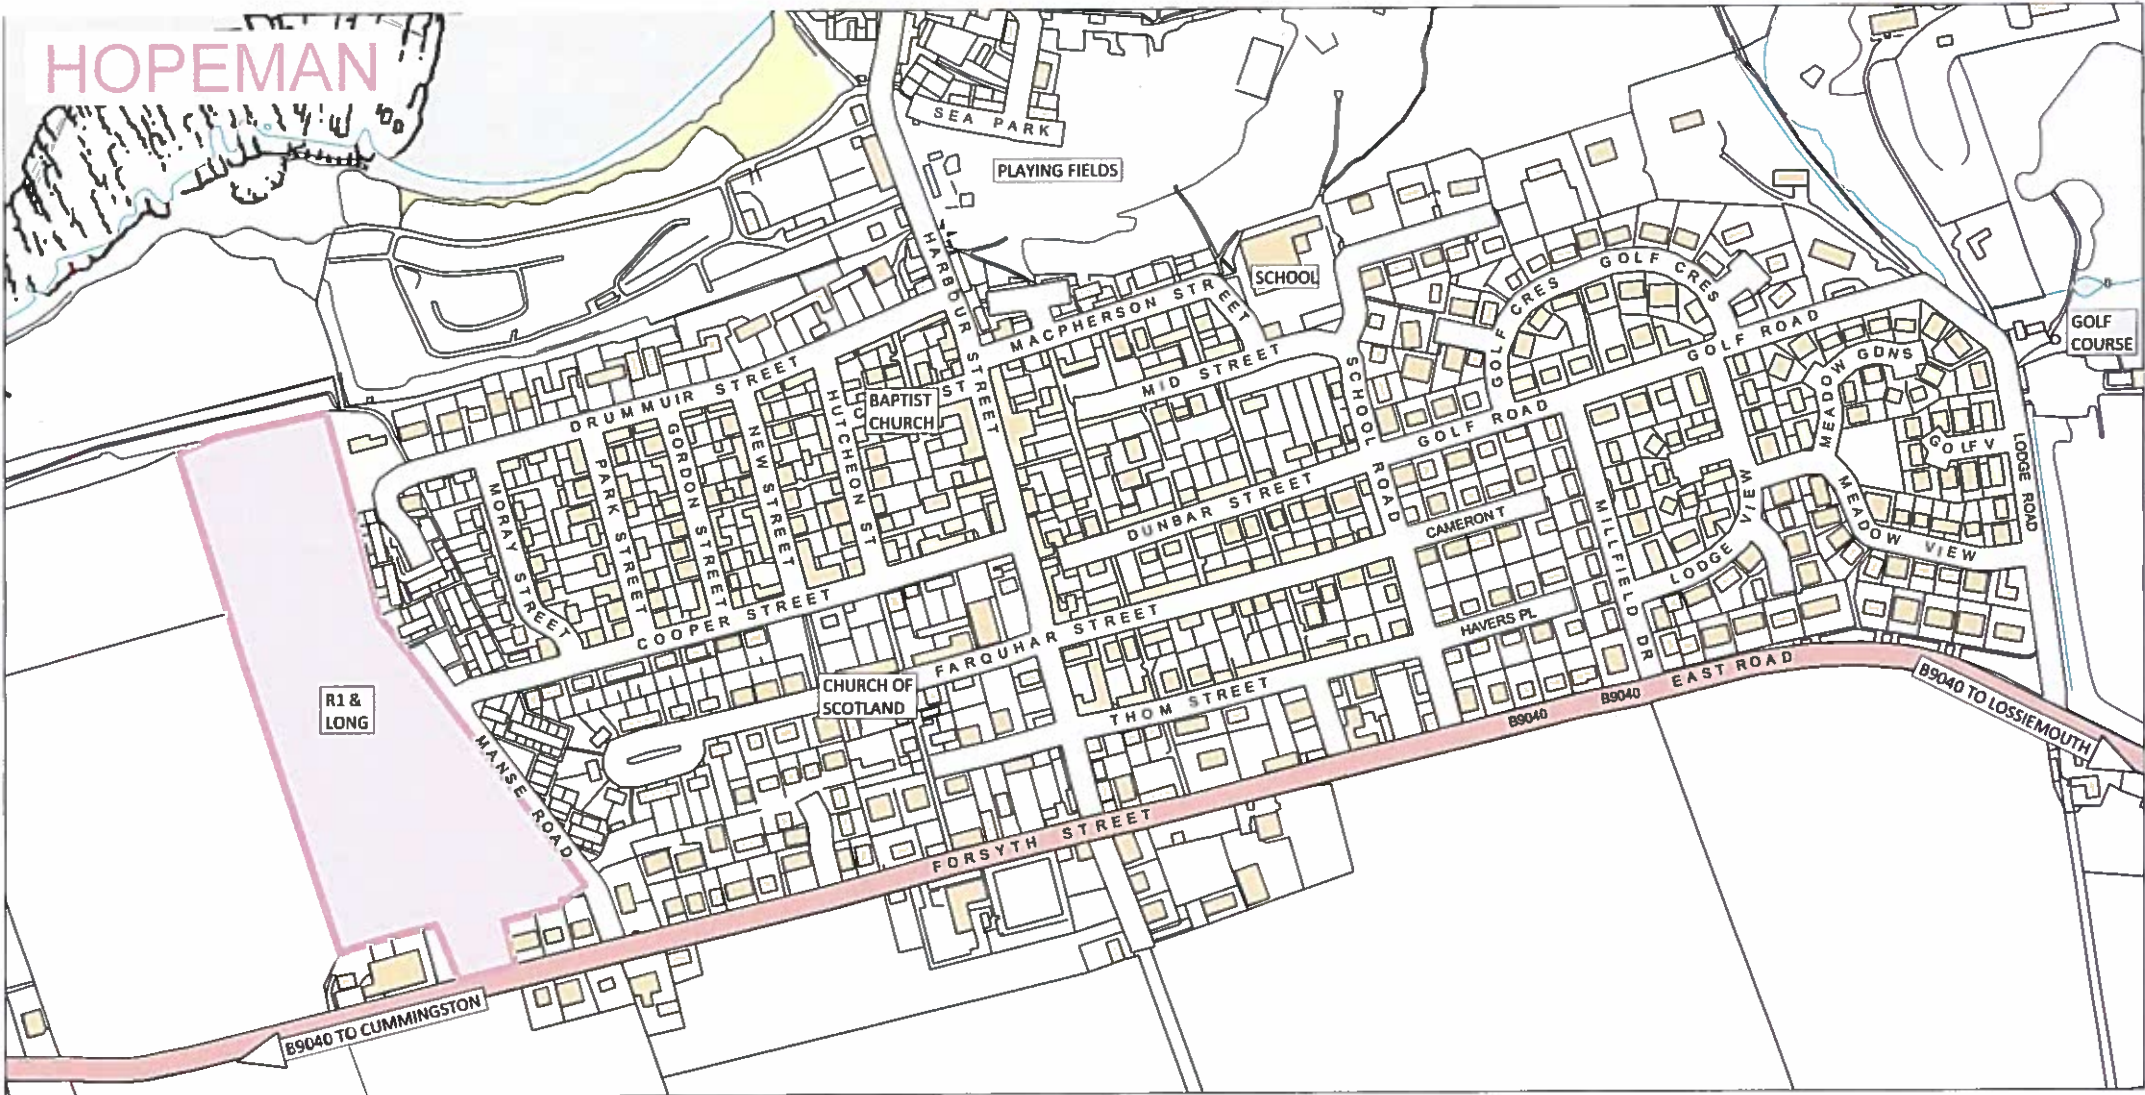 HOPEMAN
SEA PARK
PLAYING FIELDS
HARBOUR STREET
SCHOOL
MACPHERSON STREET
GOLF CRES
GOLF CRES
GOLF ROAD
GOLF
COURSE
MEADOW GDNS
MID STREET
DRUMMUIR STREET
BAPTIST
CHURCH
ST
SCHOOL ROAD
GOLF ROAD
GOLF V
LODGE ROAD
MORAY STREET
PARK STREET
GORDON STREET
NEW STREET
HUTCHEON ST
DUNBAR STREET
CAMERON T
MILLFIELD DR
LODGE VIEW
MEADOW VIEW
COOPER STREET
FARQUHAR STREET
HAVERS PL
R1 &
LONG
CHURCH OF
SCOTLAND
THOM STREET
B9040
B9040
EAST ROAD
B9040 TO LOSSIEMOUTH
MANSE ROAD
FORSYTH STREET
B9040 TO CUMMINGSTON